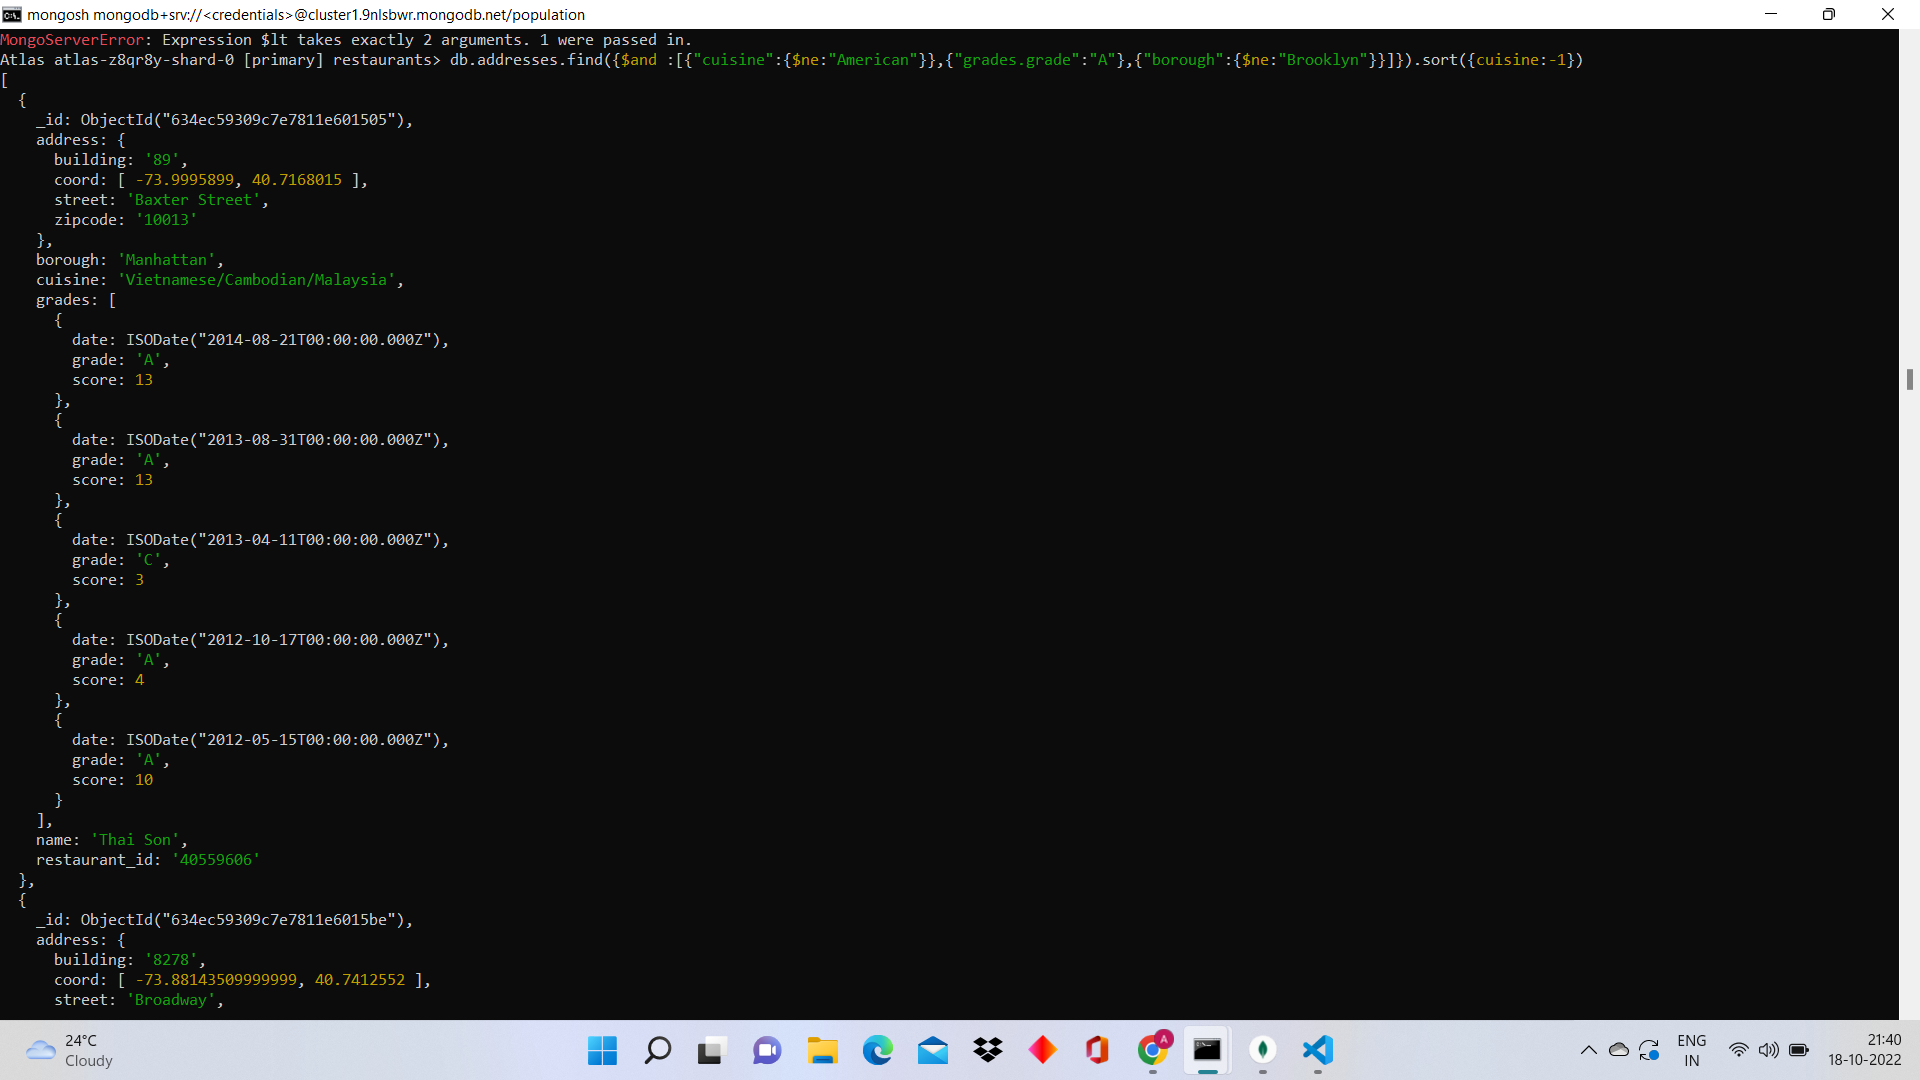 mongosh mongodb+srv://<credentials>@cluster1.9nlsbwr.mongodb.net/population
MongoServerError: Expression $lt takes exactly 2 arguments. 1 were passed in.
Atlas atlas-z8qr8y-shard-0 [primary] restaurants> db.addresses.find({$and :[{"cuisine":{$ne:"American"}},{"grades.grade":"A"},{"borough":{$ne:"Brooklyn"}}]}).sort({cuisine:-1})
[
  {
    _id: ObjectId("634ec59309c7e7811e601505"),
    address: {
      building: '89',
      coord: [ -73.9995899, 40.7168015 ],
      street: 'Baxter Street',
      zipcode: '10013'
    },
    borough: 'Manhattan',
    cuisine: 'Vietnamese/Cambodian/Malaysia',
    grades: [
      {
        date: ISODate("2014-08-21T00:00:00.000Z"),
        grade: 'A',
        score: 13
      },
      {
        date: ISODate("2013-08-31T00:00:00.000Z"),
        grade: 'A',
        score: 13
      },
      {
        date: ISODate("2013-04-11T00:00:00.000Z"),
        grade: 'C',
        score: 3
      },
      {
        date: ISODate("2012-10-17T00:00:00.000Z"),
        grade: 'A',
        score: 4
      },
      {
        date: ISODate("2012-05-15T00:00:00.000Z"),
        grade: 'A',
        score: 10
      }
    ],
    name: 'Thai Son',
    restaurant_id: '40559606'
  },
  {
    _id: ObjectId("634ec59309c7e7811e6015be"),
    address: {
      building: '8278',
      coord: [ -73.88143509999999, 40.7412552 ],
      street: 'Broadway',
24°C
Cloudy
A
ENG
IN
21:40
18-10-2022